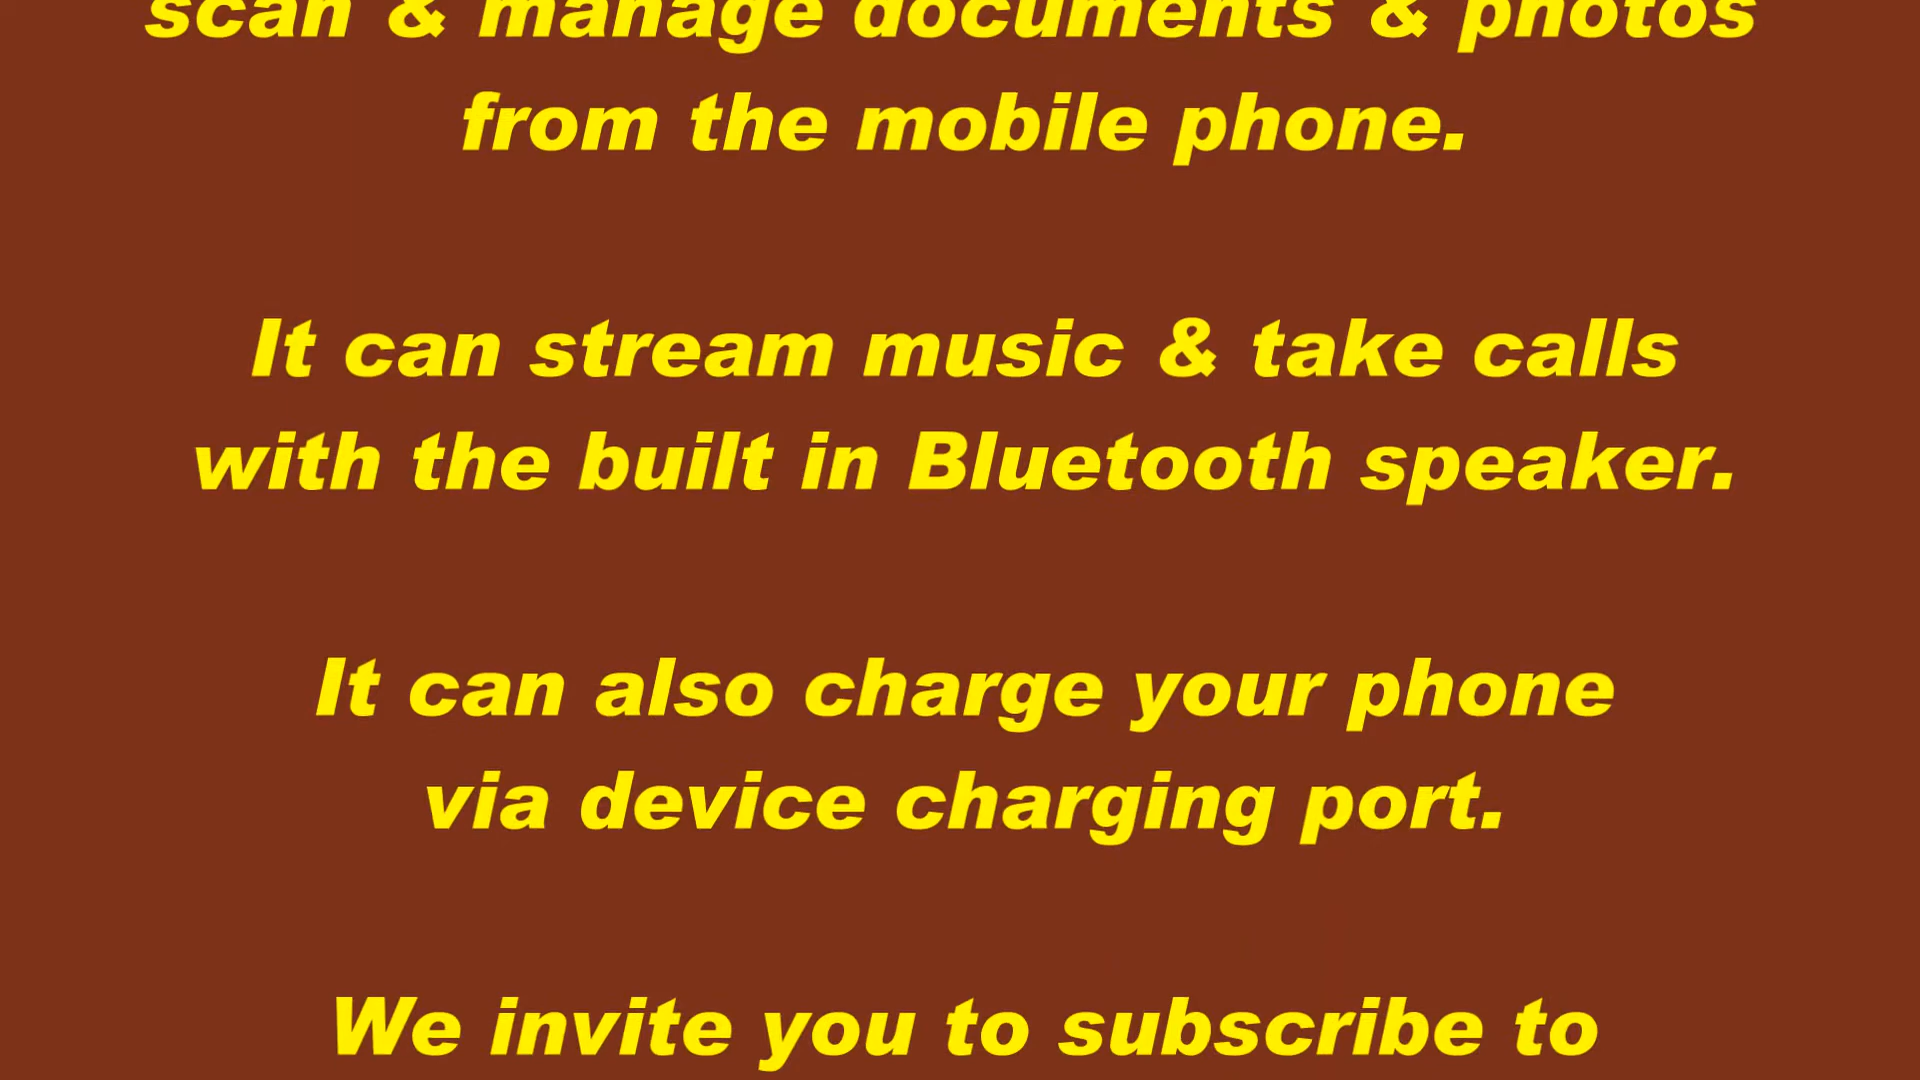 scan & manage documents & photos
from the mobile phone.
It can stream music & take calls
with the built in Bluetooth speaker.
It can also charge your phone
via device charging port.
We invite you to subscribe to